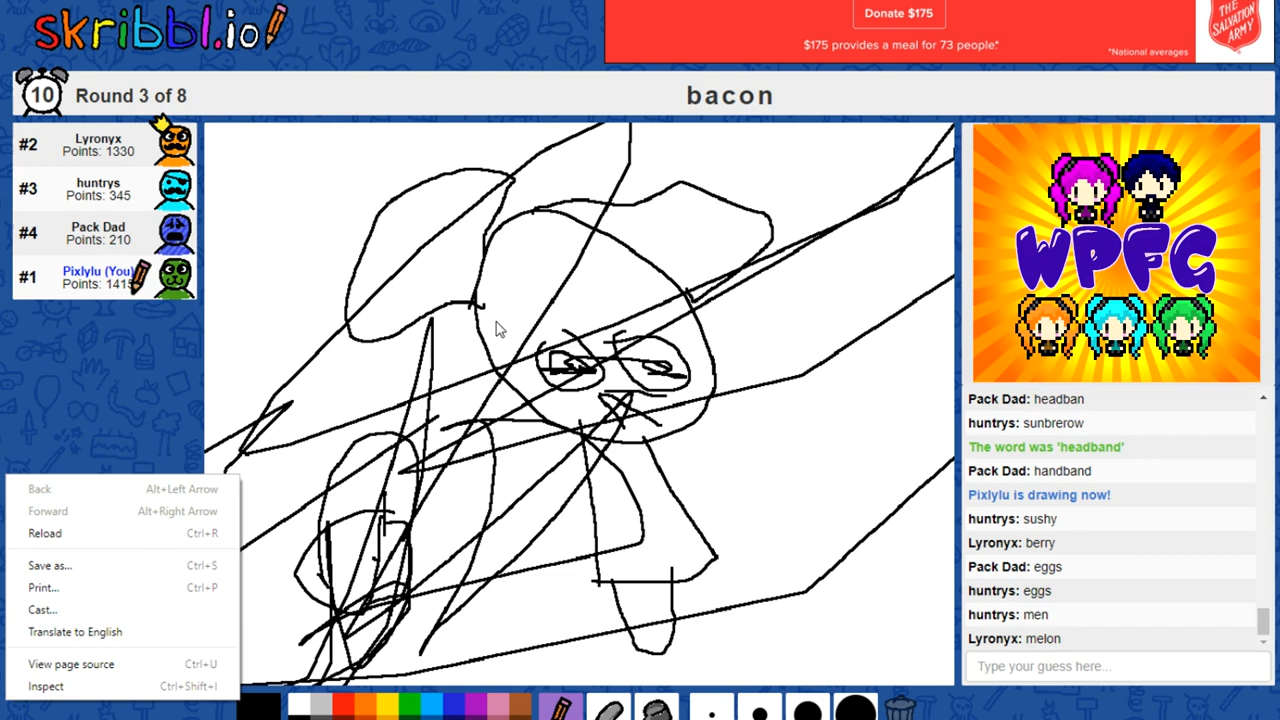 skribbl.io
Donate $175
$175 provides a meal for 73 people.*
*National averages
THE
SALVATION
ARMY
10
Round 3 of 8
bacon
#2
Lyronyx
Points: 1330
#3
huntrys
Points: 345
#4
Pack Dad
Points: 210
#1
Pixlylu (You)
Points: 1415
WPFG
Pack Dad: headban
huntrys: sunbrerow
The word was 'headband'
Pack Dad: handband
Pixlylu is drawing now!
huntrys: sushy
Lyronyx: berry
Pack Dad: eggs
huntrys: eggs
huntrys: men
Lyronyx: melon
Type your guess here...
Back Alt+Left Arrow
Forward Alt+Right Arrow
Reload Ctrl+R
Save as... Ctrl+S
Print... Ctrl+P
Cast...
Translate to English
View page source Ctrl+U
Inspect Ctrl+Shift+I